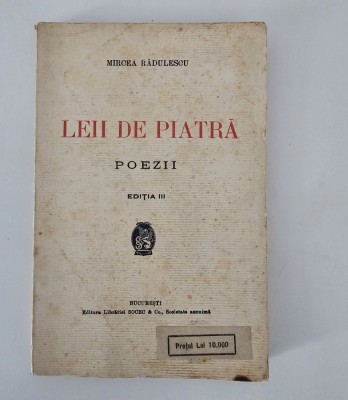 MIRCEA RĂDULESCU
LEII DE PIATRĂ
POEZII
EDIȚIA III
BUCUREȘTI
Editura Librăriei SOCEC & Co., Societate anonimă
Prețul Lei 10.000